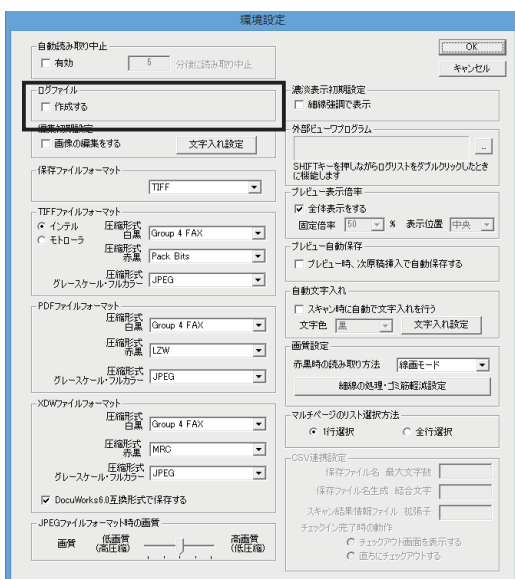 環境設定
OK
キャンセル
自動読み取り中止
有効
5
分後に読み取り中止
ログファイル
作成する
編集初期設定
画像の編集をする
文字入れ設定
保存ファイルフォーマット
TIFF
TIFFファイルフォーマット
インテル
モトローラ
圧縮形式
白黒
Group 4 FAX
圧縮形式
赤黒
Pack Bits
圧縮形式
グレースケール・フルカラー
JPEG
PDFファイルフォーマット
圧縮形式
白黒
Group 4 FAX
圧縮形式
赤黒
LZW
圧縮形式
グレースケール・フルカラー
JPEG
XDWファイルフォーマット
圧縮形式
白黒
Group 4 FAX
圧縮形式
赤黒
MRC
圧縮形式
グレースケール・フルカラー
JPEG
DocuWorks6.0互換形式で保存する
JPEGファイルフォーマット時の画質
画質
低画質
(高圧縮)
高画質
(低圧縮)
濃淡表示初期設定
細線強調で表示
外部ビューワプログラム
...
SHIFTキーを押しながらログリストをダブルクリックしたとき
に機能します
プレビュー表示倍率
全体表示をする
固定倍率 50 % 表示位置 中央
プレビュー自動保存
プレビュー時、次原稿挿入で自動保存する
自動文字入れ
スキャン時に自動で文字入れを行う
文字色 黒 文字入れ設定
画質設定
赤黒時の読み取り方法 線画モード
細線の処理・ゴミ筋軽減設定
マルチページのリスト選択方法
1行選択 全行選択
CSV連携設定
保存ファイル名 最大文字数
保存ファイル名生成 結合文字
スキャン結果情報ファイル 拡張子
チェックイン完了時の動作
チェックアウト画面を表示する
直ちにチェックアウトする